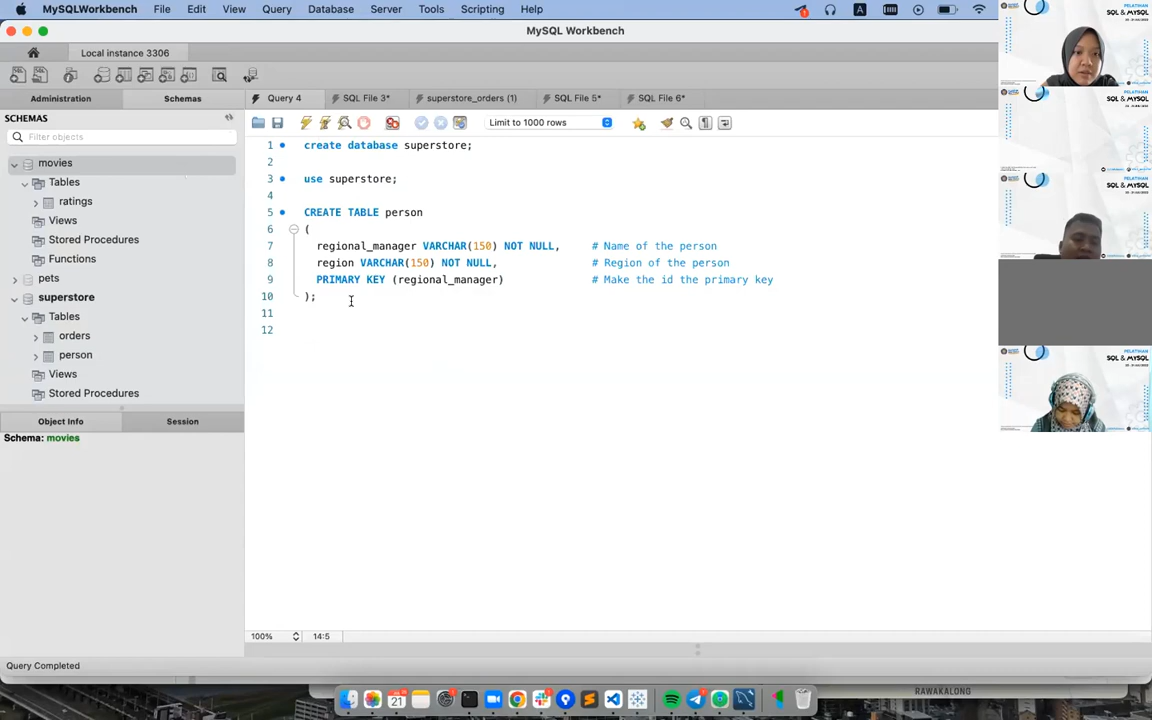 MySQLWorkbench File Edit View Query Database Server Tools Scripting Help
MySQL Workbench
Local instance 3306
Administration Schemas
Query 4 SQL File 3* superstore_orders (1) SQL File 5* SQL File 6*
SCHEMAS
Filter objects
Limit to 1000 rows
movies
Tables
ratings
Views
Stored Procedures
Functions
pets
superstore
Tables
orders
person
Views
Stored Procedures
Object Info Session
Schema: movies
1 create database superstore;
2
3 use superstore;
4
5 CREATE TABLE person
6 (
7 regional_manager VARCHAR(150) NOT NULL, # Name of the person
8 region VARCHAR(150) NOT NULL, # Region of the person
9 PRIMARY KEY (regional_manager) # Make the id the primary key
10 );
11
12
100% 14:5
Query Completed
PELATIHAN
SQL & MYSQL
PELATIHAN
SQL & MYSQL
PELATIHAN
SQL & MYSQL
PELATIHAN
SQL & MYSQL
21
RAWAKALONG